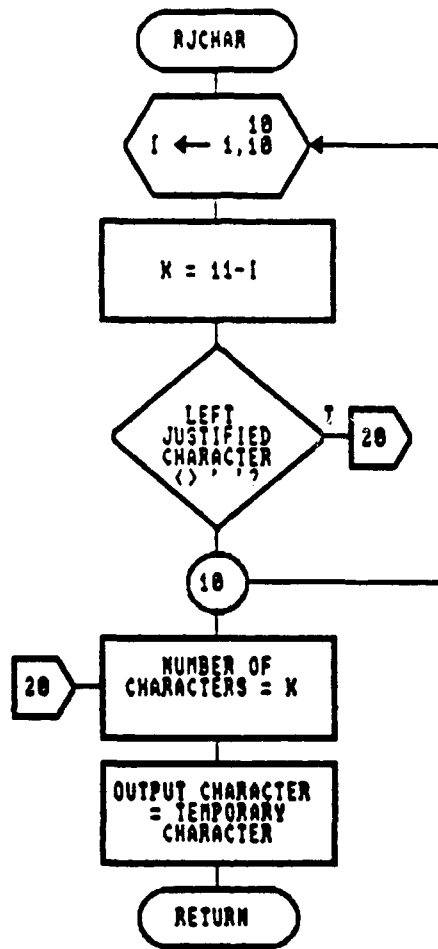 RJCHAR
10
I ← 1,10
K = 11-I
LEFT
JUSTIFIED
CHARACTER
<> ' '?
T
20
10
20
NUMBER OF
CHARACTERS = K
OUTPUT CHARACTER
= TEMPORARY
CHARACTER
RETURN